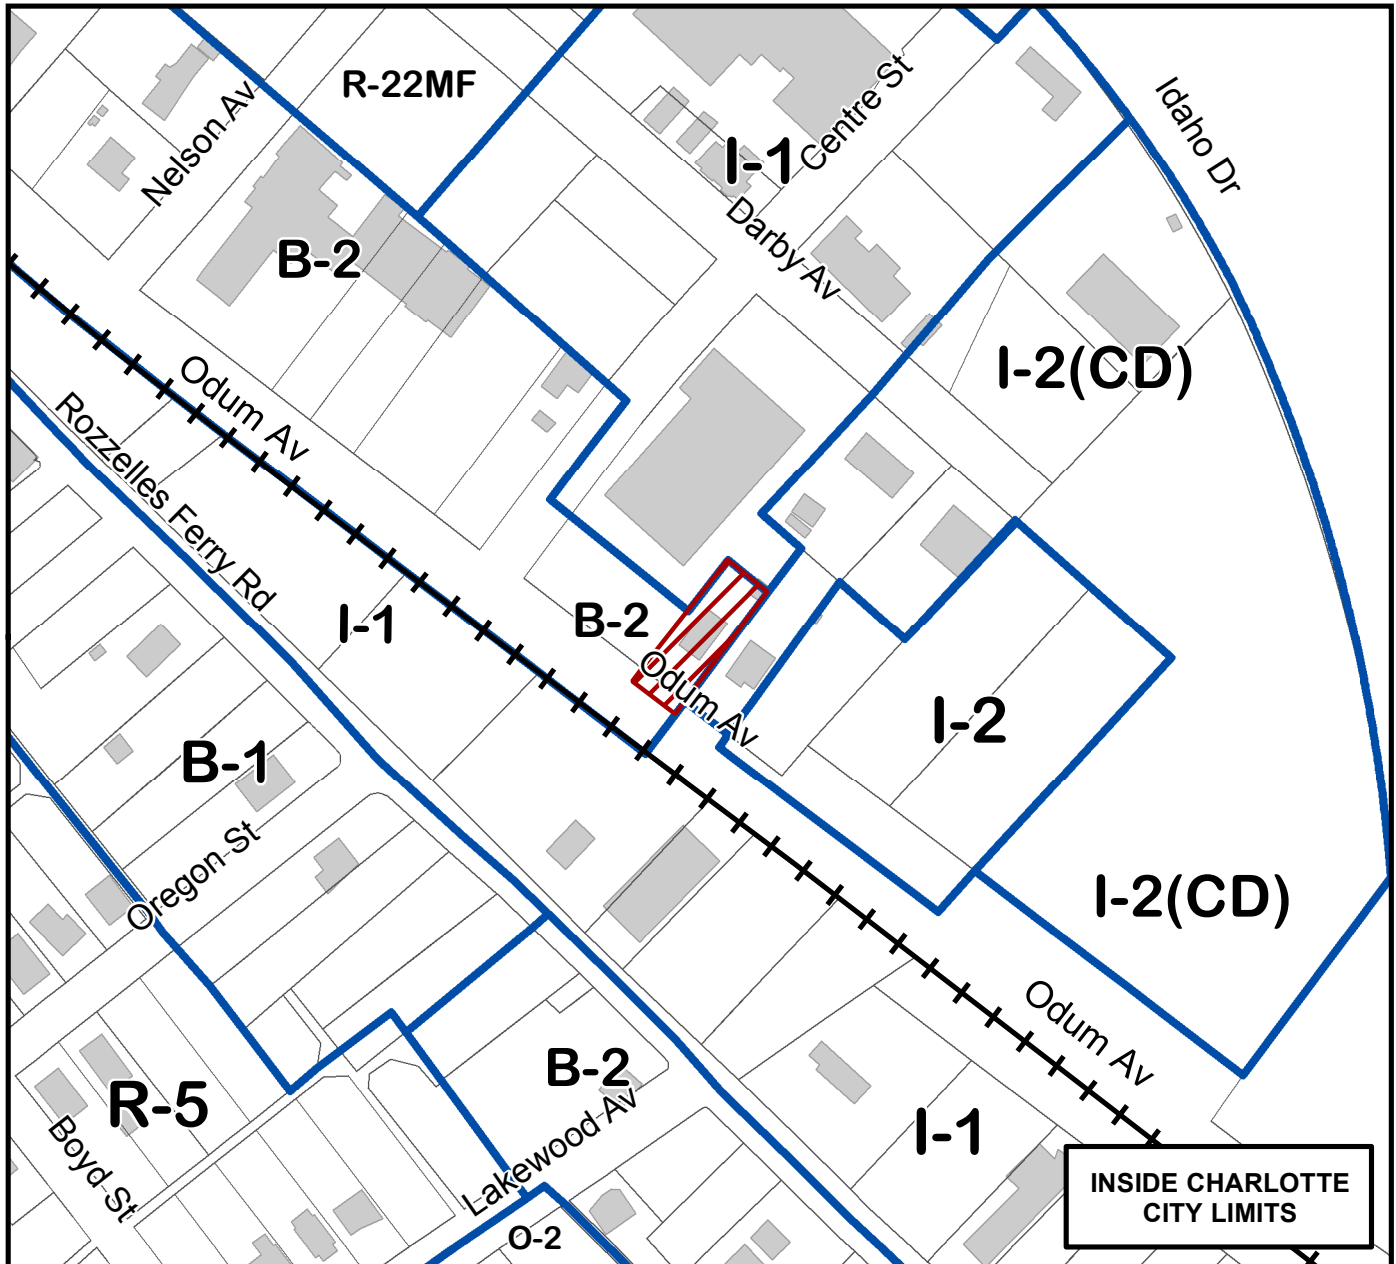 R-22MF
Nelson Av
Centre St
I-1
Idaho Dr
Darby Av
B-2
I-2(CD)
Odum Av
Rozzelles Ferry Rd
I-1
B-2
Odum Av
I-2
B-1
Oregon St
I-2(CD)
Odum Av
B-2
R-5
Lakewood Av
I-1
Boyd St
INSIDE CHARLOTTE
CITY LIMITS
O-2